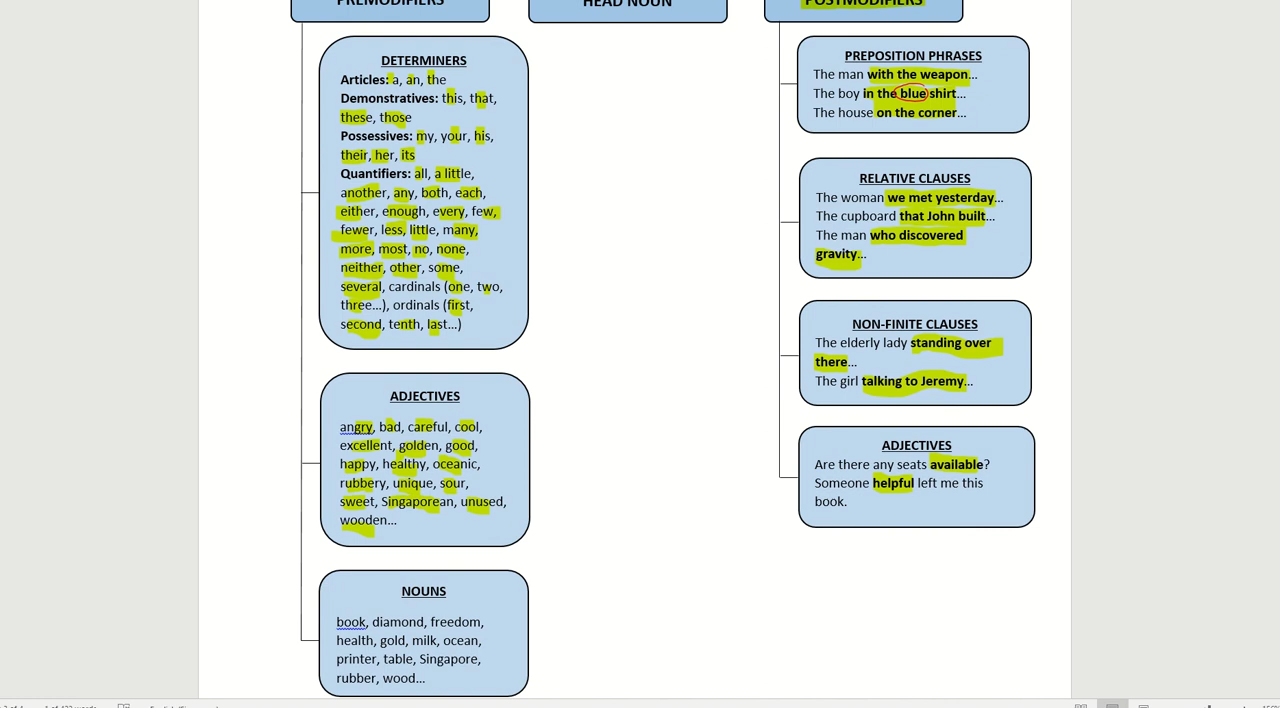 PREMODIFIERS
HEAD NOUN
POSTMODIFIERS
DETERMINERS
Articles: a, an, the
Demonstratives: this, that,
these, those
Possessives: my, your, his,
their, her, its
Quantifiers: all, a little,
another, any, both, each,
either, enough, every, few,
fewer, less, little, many,
more, most, no, none,
neither, other, some,
several, cardinals (one, two,
three...), ordinals (first,
second, tenth, last...)
ADJECTIVES
angry, bad, careful, cool,
excellent, golden, good,
happy, healthy, oceanic,
rubbery, unique, sour,
sweet, Singaporean, unused,
wooden...
NOUNS
book, diamond, freedom,
health, gold, milk, ocean,
printer, table, Singapore,
rubber, wood...
PREPOSITION PHRASES
The man with the weapon...
The boy in the blue shirt...
The house on the corner...
RELATIVE CLAUSES
The woman we met yesterday...
The cupboard that John built...
The man who discovered
gravity...
NON-FINITE CLAUSES
The elderly lady standing over
there...
The girl talking to Jeremy...
ADJECTIVES
Are there any seats available?
Someone helpful left me this
book.